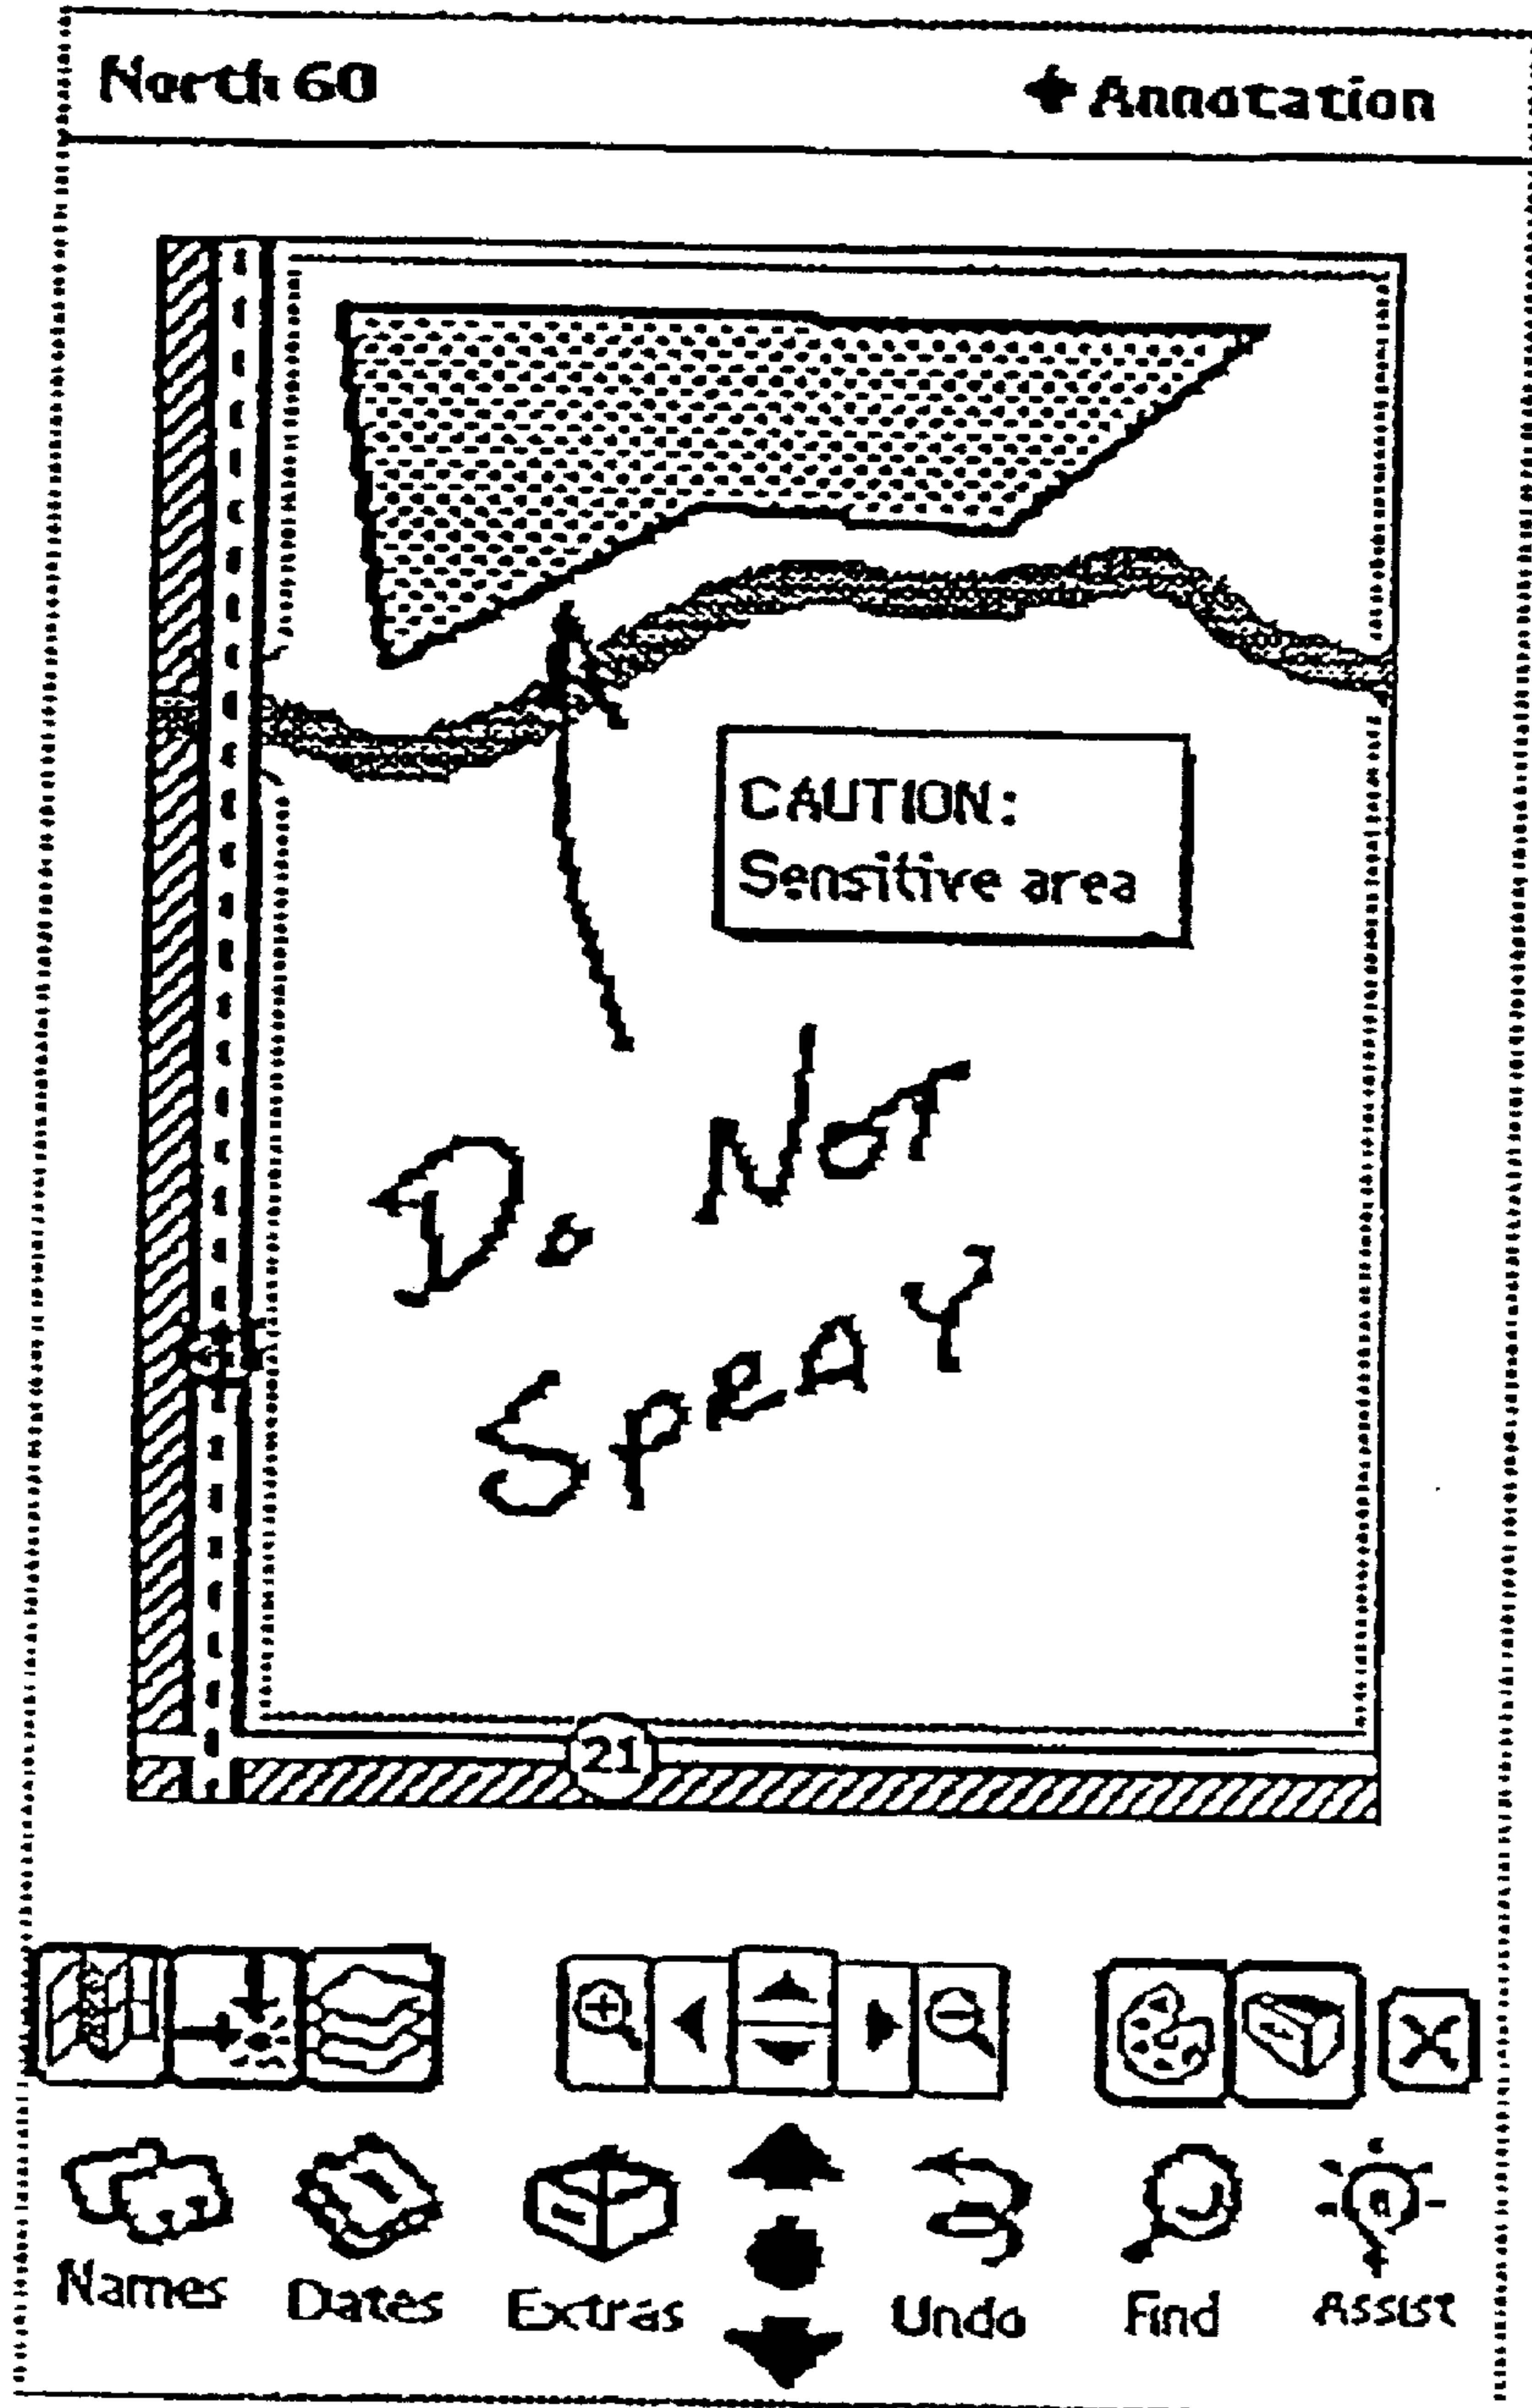 North 60
Annotation
CAUTION:
Sensitive area
Do Not
SPRAY
21
Names Dates Extras Undo Find Assist